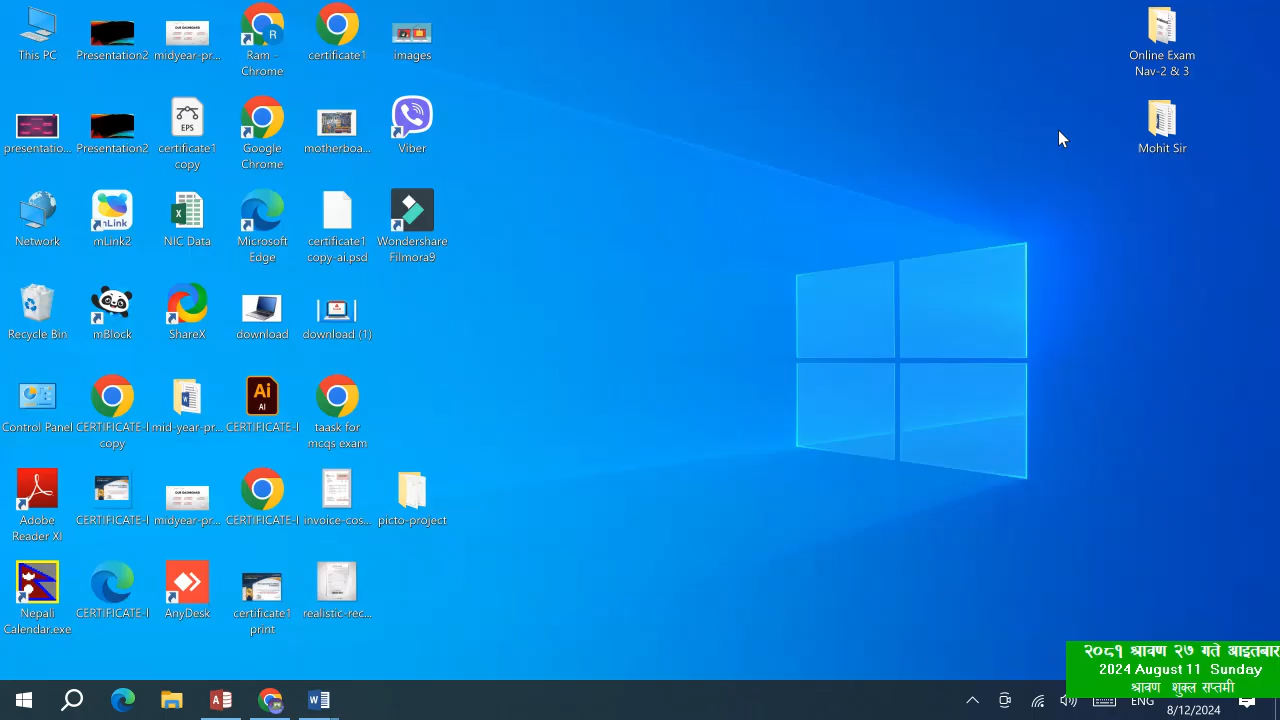 This PC
Presentation2
midyear-pr...
Ram -
Chrome
certificate1
images
Online Exam
Nav-2 & 3
presentatio...
Presentation2
EPS
certificate1
copy
Google
Chrome
motherboa...
Viber
Mohit Sir
Network
mLink2
NIC Data
Microsoft
Edge
certificate1
copy-ai.psd
Wondershare
Filmora9
Recycle Bin
mBlock
ShareX
download
download (1)
Control Panel
CERTIFICATE-I
copy
mid-year-pr...
Ai
AI
CERTIFICATE-I
taask for
mcqs exam
Adobe
Reader XI
CERTIFICATE-I
midyear-pr...
CERTIFICATE-I
invoice-cos...
picto-project
Nepali
Calendar.exe
CERTIFICATE-I
AnyDesk
certificate1
print
realistic-rec...
२०८१ श्रावण २७ गते आइतबार
2024 August 11 Sunday
श्रावण शुक्ल सप्तमी
ENG
8/12/2024